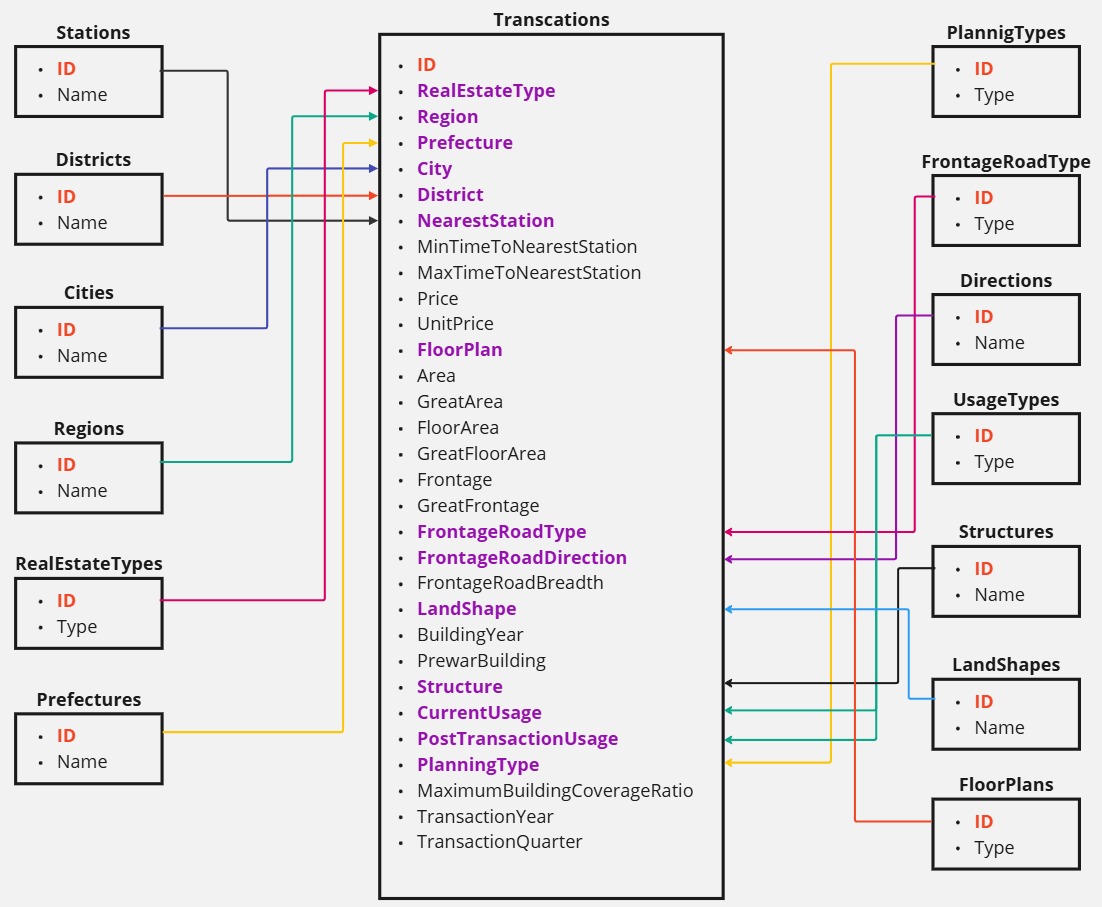 Stations
ID
Name
Districts
ID
Name
Cities
ID
Name
Regions
ID
Name
RealEstateTypes
ID
Type
Prefectures
ID
Name
Transcations
ID
RealEstateType
Region
Prefecture
City
District
NearestStation
MinTimeToNearestStation
MaxTimeToNearestStation
Price
UnitPrice
FloorPlan
Area
GreatArea
FloorArea
GreatFloorArea
Frontage
GreatFrontage
FrontageRoadType
FrontageRoadDirection
FrontageRoadBreadth
LandShape
BuildingYear
PrewarBuilding
Structure
CurrentUsage
PostTransactionUsage
PlanningType
MaximumBuildingCoverageRatio
TransactionYear
TransactionQuarter
PlannigTypes
ID
Type
FrontageRoadType
ID
Type
Directions
ID
Name
UsageTypes
ID
Type
Structures
ID
Name
LandShapes
ID
Name
FloorPlans
ID
Type